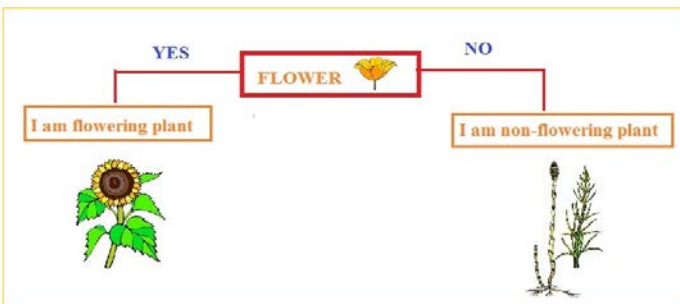 YES
FLOWER
NO
I am flowering plant
I am non-flowering plant